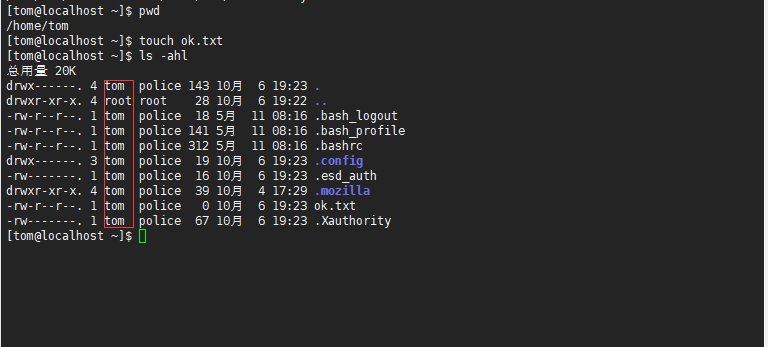 [tom@localhost ~]$ pwd
/home/tom
[tom@localhost ~]$ touch ok.txt
[tom@localhost ~]$ ls -ahl
总用量 20K
drwx------. 4 tom  police 143 10月  6 19:23 .
drwxr-xr-x. 4 root root    28 10月  6 19:22 ..
-rw-r--r--. 1 tom  police  18 5月  11 08:16 .bash_logout
-rw-r--r--. 1 tom  police 141 5月  11 08:16 .bash_profile
-rw-r--r--. 1 tom  police 312 5月  11 08:16 .bashrc
drwx------. 3 tom  police  19 10月  6 19:23 .config
-rw-------. 1 tom  police  16 10月  6 19:23 .esd_auth
drwxr-xr-x. 4 tom  police  39 10月  4 17:29 .mozilla
-rw-r--r--. 1 tom  police   0 10月  6 19:23 ok.txt
-rw-------. 1 tom  police  67 10月  6 19:23 .Xauthority
[tom@localhost ~]$